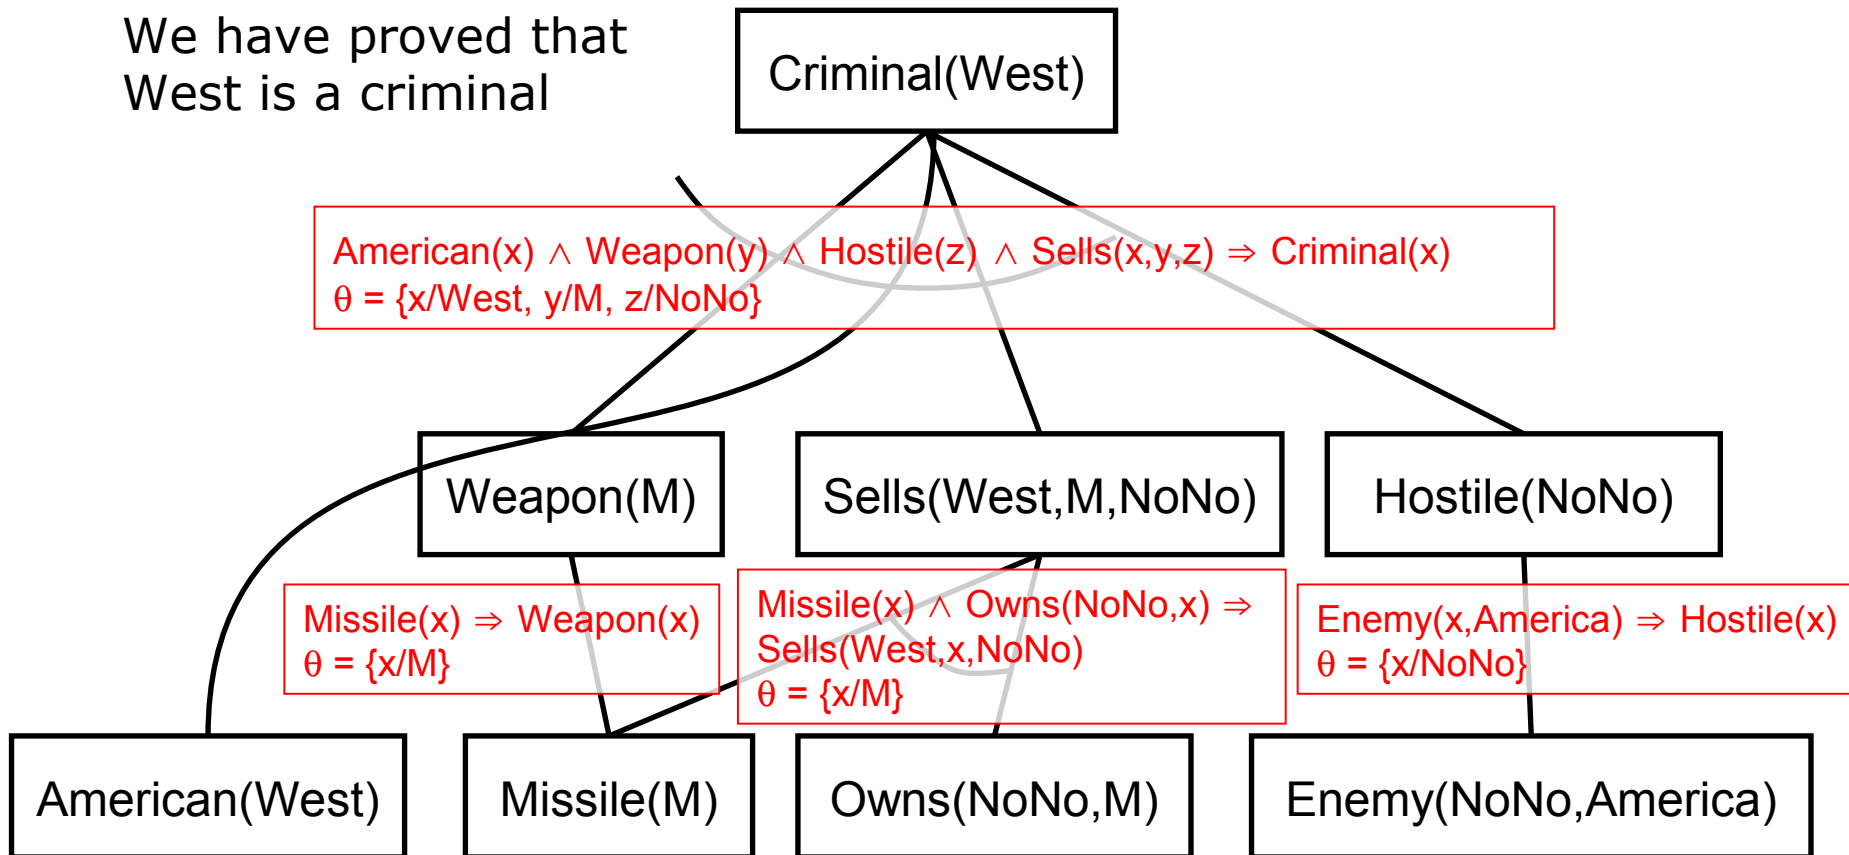 We have proved that
West is a criminal
Criminal(West)
American(x) ∧ Weapon(y) ∧ Hostile(z) ∧ Sells(x,y,z) ⇒ Criminal(x)
θ = {x/West, y/M, z/NoNo}
Weapon(M)
Sells(West,M,NoNo)
Hostile(NoNo)
Missile(x) ⇒ Weapon(x)
θ = {x/M}
Missile(x) ∧ Owns(NoNo,x) ⇒
Sells(West,x,NoNo)
θ = {x/M}
Enemy(x,America) ⇒ Hostile(x)
θ = {x/NoNo}
American(West)
Missile(M)
Owns(NoNo,M)
Enemy(NoNo,America)